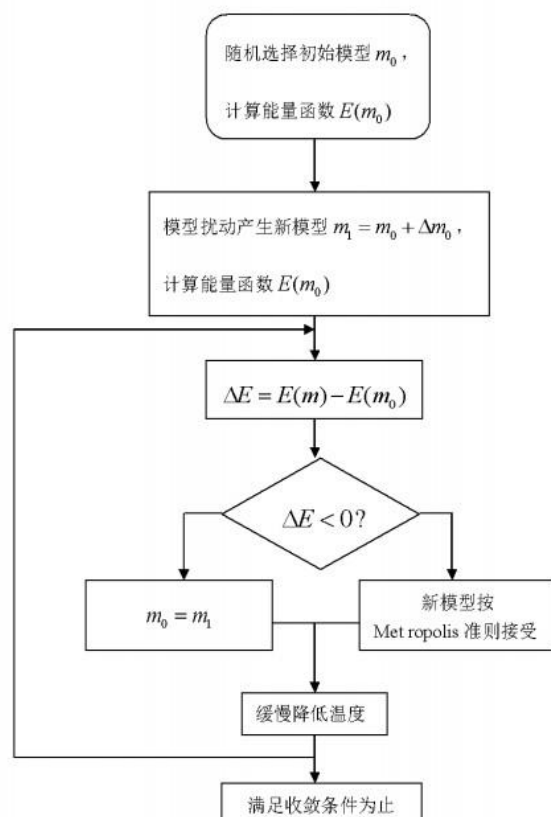 随机选择初始模型 m₀，
计算能量函数 E(m₀)
模型扰动产生新模型 m₁ = m₀ + Δm₀，
计算能量函数 E(m₀)
ΔE = E(m) − E(m₀)
ΔE < 0?
m₀ = m₁
新模型按
Met ropolis 准则接受
缓慢降低温度
满足收敛条件为止